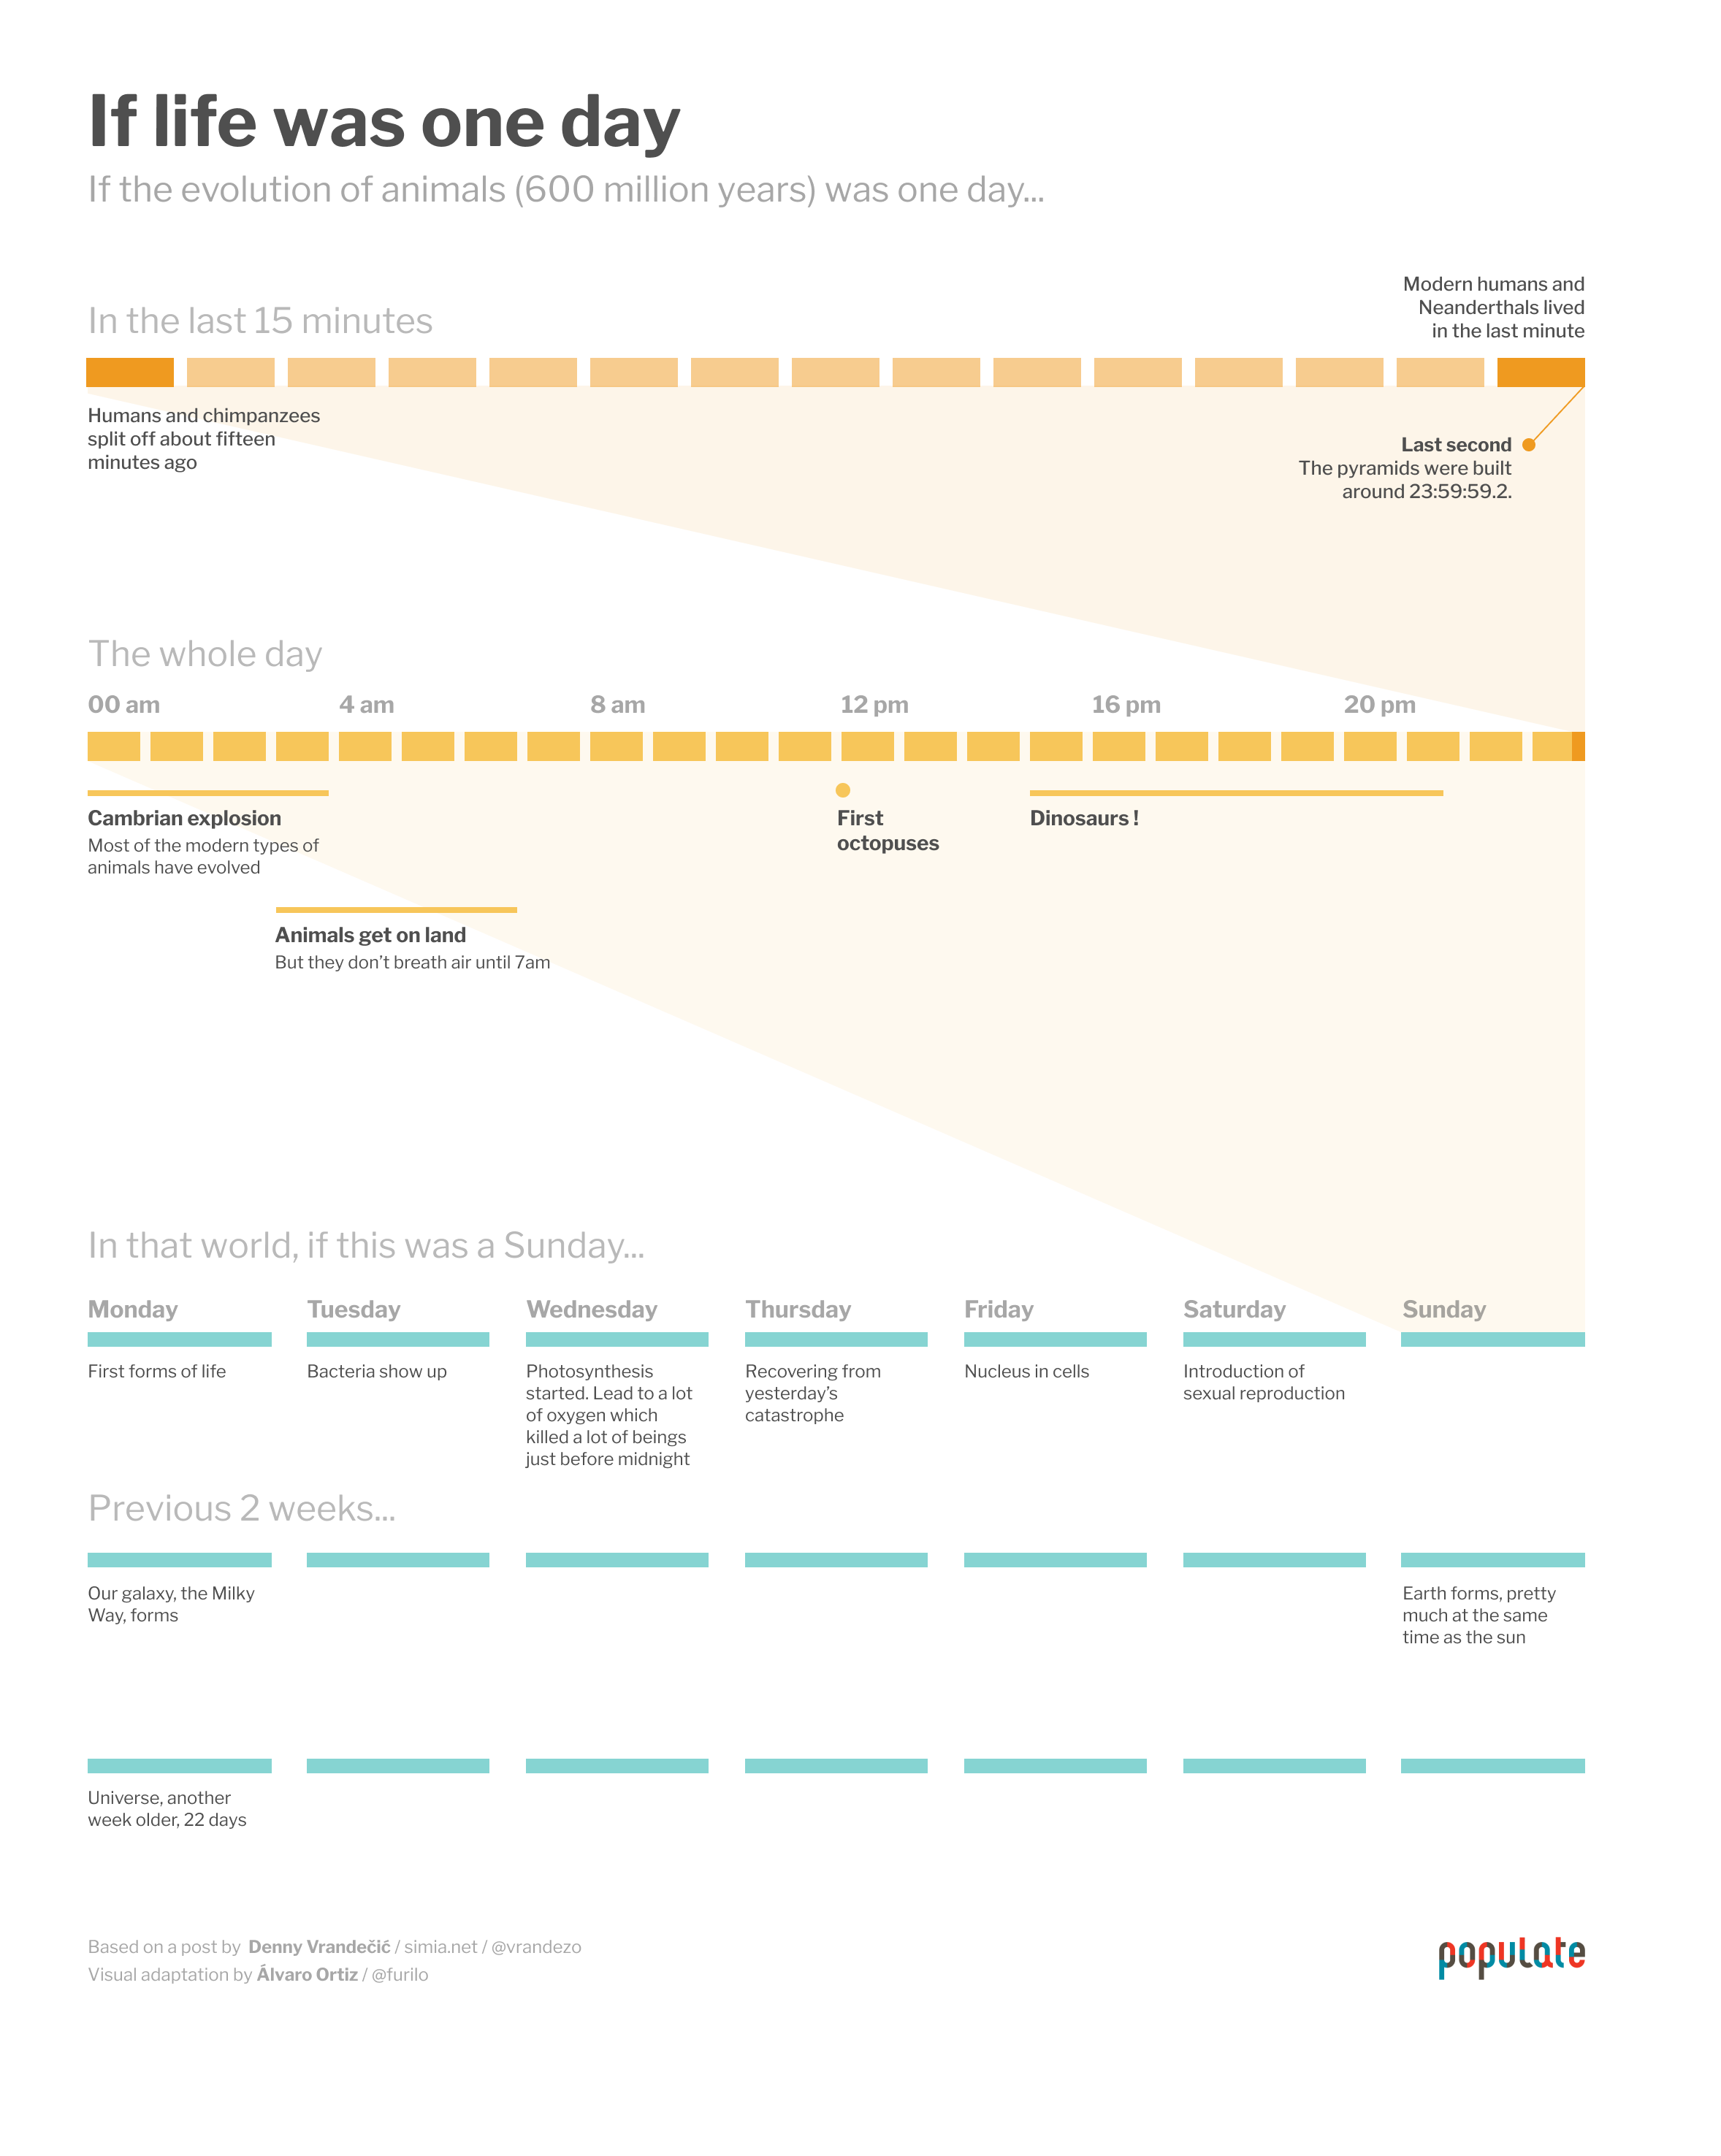 If life was one day
If the evolution of animals (600 million years) was one day...
In the last 15 minutes
Modern humans and
Neanderthals lived
in the last minute
Humans and chimpanzees
split off about fifteen
minutes ago
Last second
The pyramids were built
around 23:59:59.2.
The whole day
00 am 4 am 8 am 12 pm 16 pm 20 pm
Cambrian explosion
Most of the modern types of
animals have evolved
First
octopuses
Dinosaurs !
Animals get on land
But they don’t breath air until 7am
In that world, if this was a Sunday...
Monday Tuesday Wednesday Thursday Friday Saturday Sunday
First forms of life
Bacteria show up
Photosynthesis
started. Lead to a lot
of oxygen which
killed a lot of beings
just before midnight
Recovering from
yesterday’s
catastrophe
Nucleus in cells
Introduction of
sexual reproduction
Previous 2 weeks...
Our galaxy, the Milky
Way, forms
Earth forms, pretty
much at the same
time as the sun
Universe, another
week older, 22 days
Based on a post by Denny Vrandečić / simia.net / @vrandezo
Visual adaptation by Álvaro Ortiz / @furilo
populate